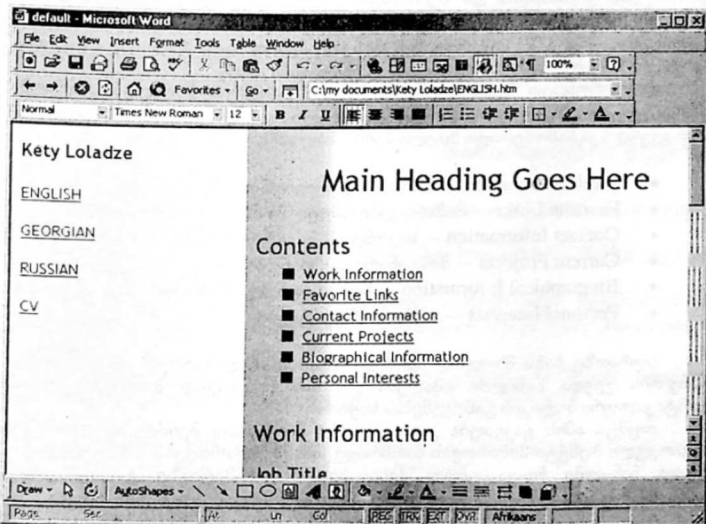 default - Microsoft Word
File Edit View Insert Format Tools Table Window Help
100%
Favorites Go C:\my documents\Kety Loladze\ENGLISH.htm
Normal Times New Roman 12 B I U
Kety Loladze
ENGLISH
GEORGIAN
RUSSIAN
CV
Main Heading Goes Here
Contents
Work Information
Favorite Links
Contact Information
Current Projects
Biographical Information
Personal Interests
Work Information
Job Title
Draw AutoShapes
Page Sec At Ln Col REC TRK EXT OVR Afrikaans